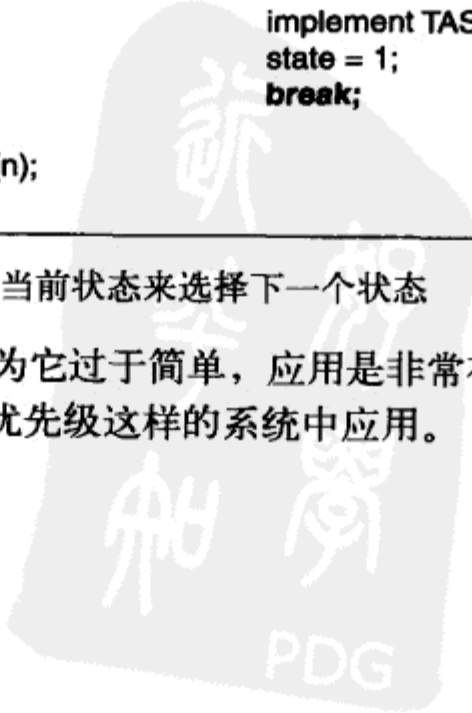 implement TAS
state = 1;
break;
n);
当前状态来选择下一个状态
为它过于简单，应用是非常
优先级这样的系统中应用。
PDG